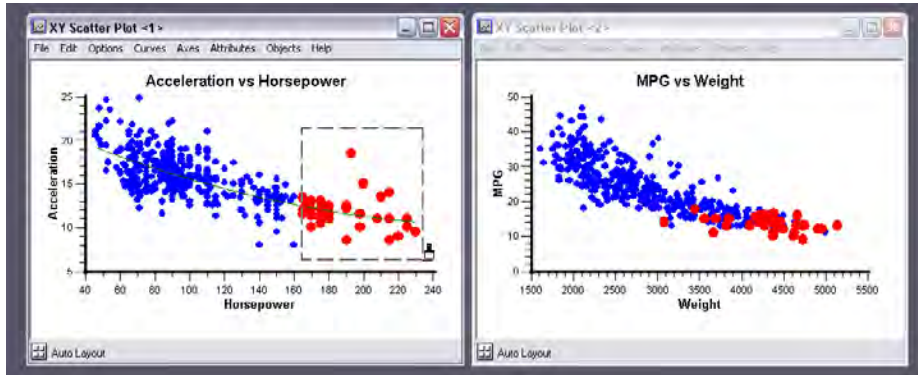 XY Scatter Plot <1>
File Edit Options Curves Axes Attributes Objects Help
Acceleration vs Horsepower
25
20
15
10
5
Acceleration
40 60 80 100 120 140 160 180 200 220 240
Horsepower
Auto Layout
XY Scatter Plot <2>
MPG vs Weight
50
40
30
20
10
0
MPG
1500 2000 2500 3000 3500 4000 4500 5000 5500
Weight
Auto Layout